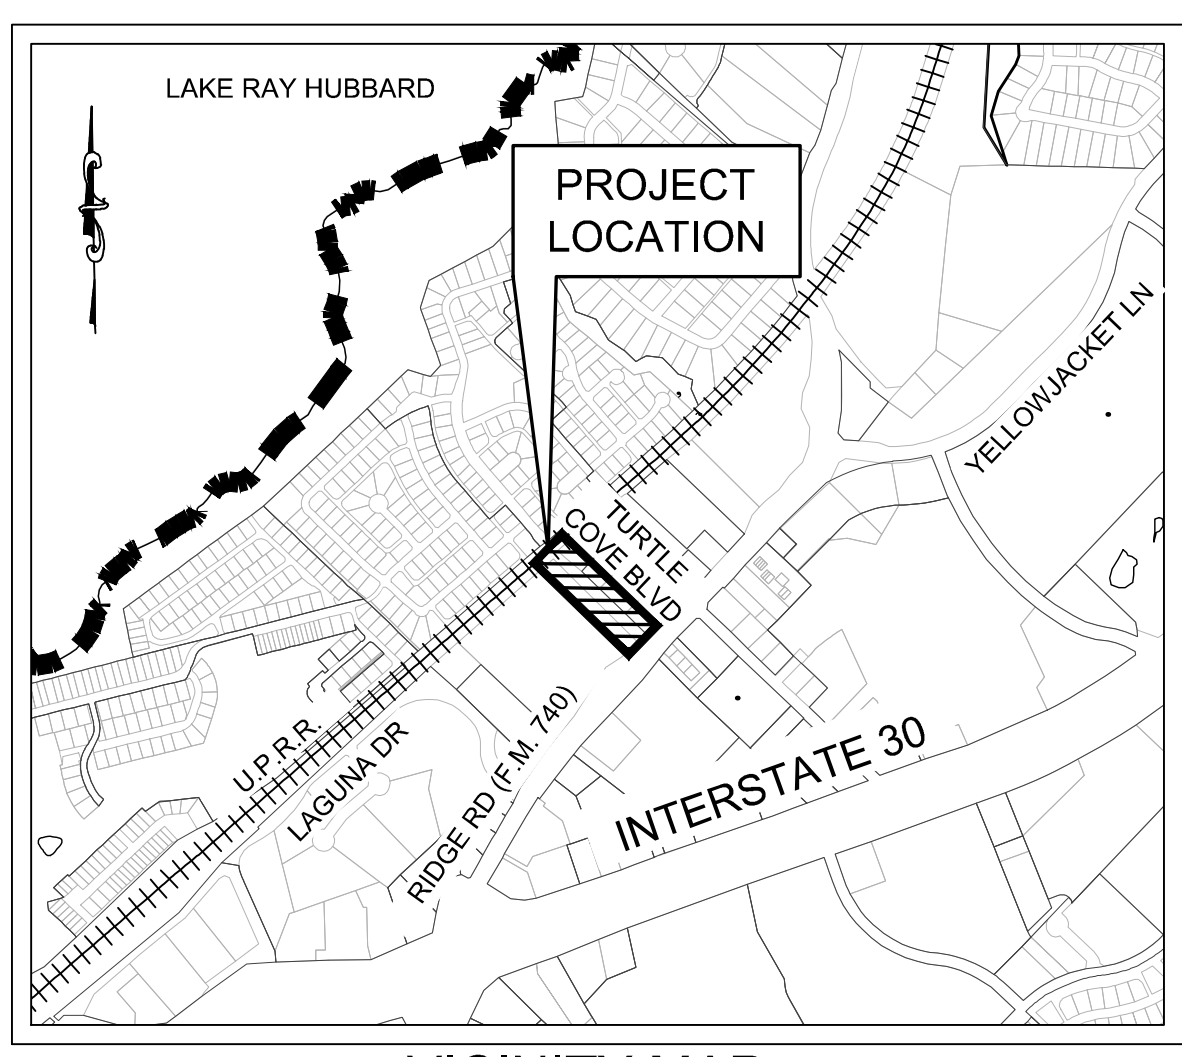 LAKE RAY HUBBARD
PROJECT
LOCATION
YELLOWJACKET LN
TURTLE
COVE BLVD
U.P.R.R.
LAGUNA DR
RIDGE RD (F.M. 740)
INTERSTATE 30